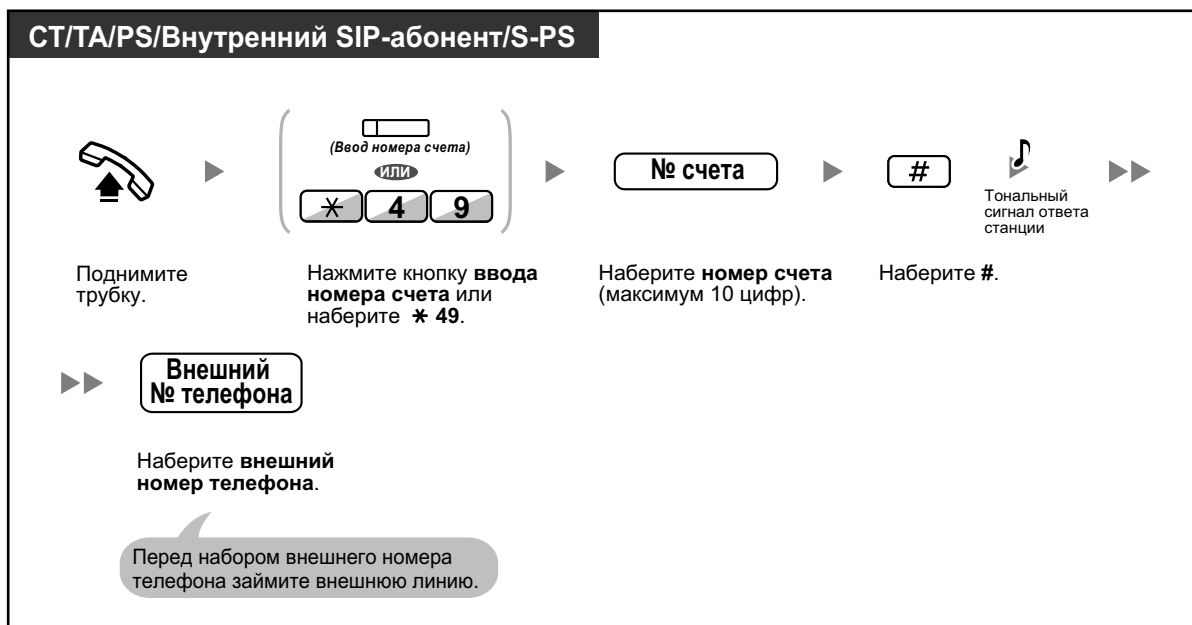 СТ/ТА/PS/Внутренний SIP-абонент/S-PS
(Ввод номера счета)
или
✳ 4 9
№ счета
#
Тональный
сигнал ответа
станции
Поднимите
трубку.
Нажмите кнопку ввода
номера счета или
наберите ✳ 49.
Наберите номер счета
(максимум 10 цифр).
Наберите #.
Внешний
№ телефона
Наберите внешний
номер телефона.
Перед набором внешнего номера
телефона займите внешнюю линию.